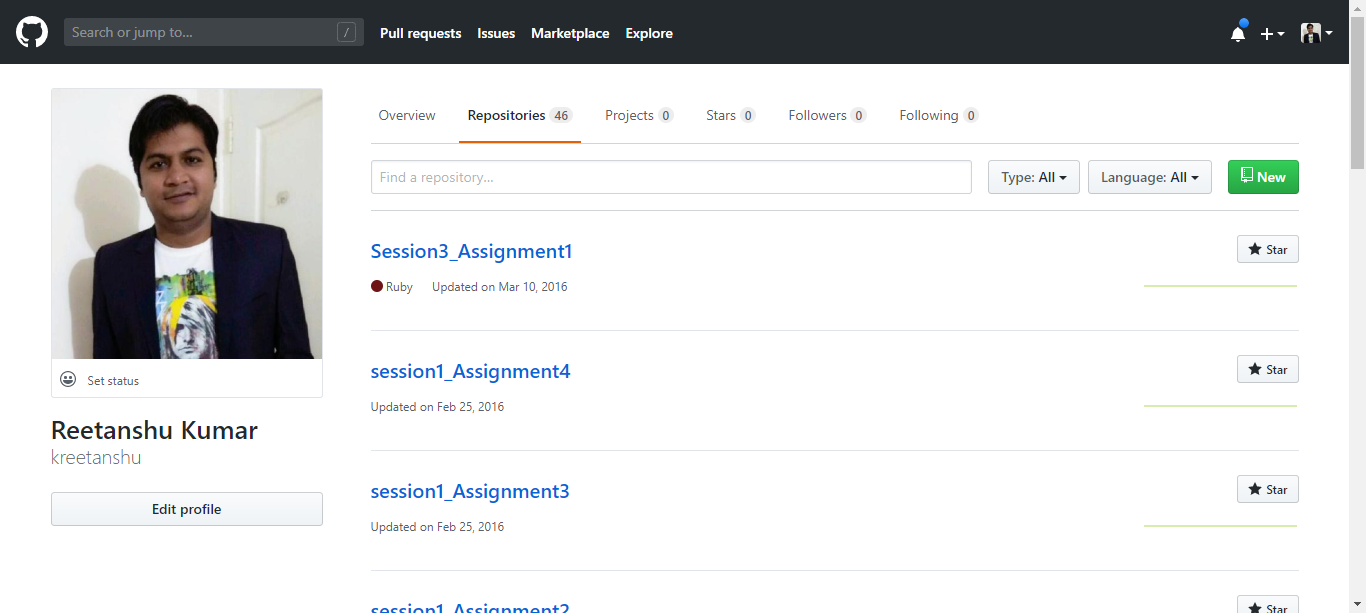 Search or jump to... /
Pull requests Issues Marketplace Explore
Overview Repositories 46 Projects 0 Stars 0 Followers 0 Following 0
Find a repository... Type: All Language: All New
Session3_Assignment1 Star
Ruby Updated on Mar 10, 2016
session1_Assignment4 Star
Updated on Feb 25, 2016
session1_Assignment3 Star
Updated on Feb 25, 2016
session1_Assignment2 Star
Set status
Reetanshu Kumar
kreetanshu
Edit profile